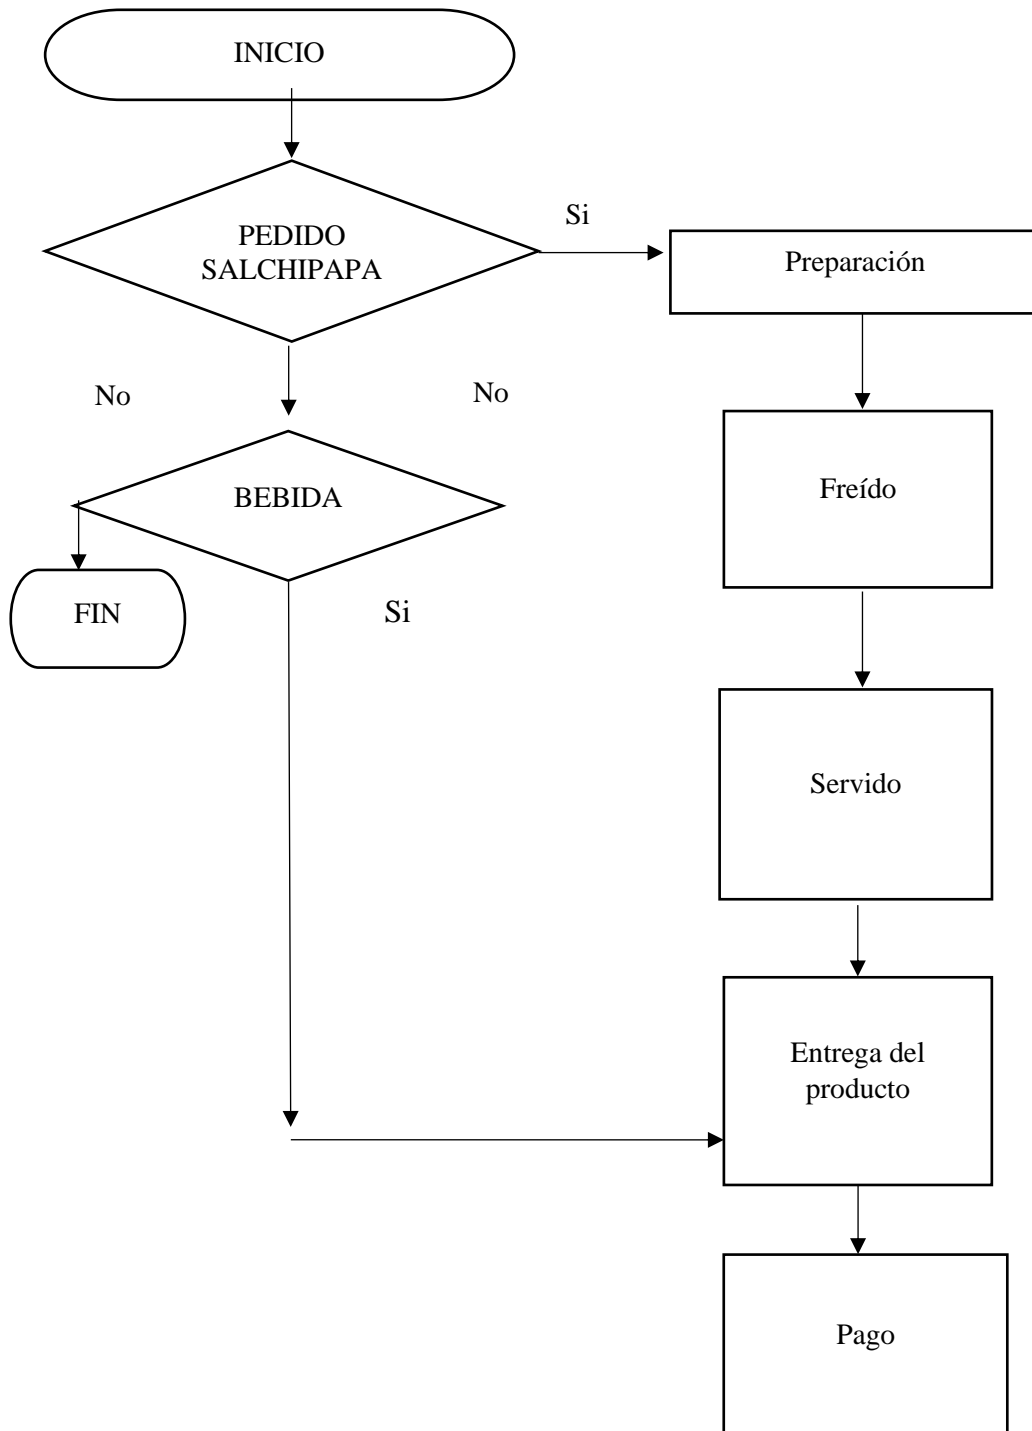 INICIO
Si
PEDIDO
SALCHIPAPA
Preparación
No
No
BEBIDA
Freído
FIN
Si
Servido
Entrega del
producto
Pago